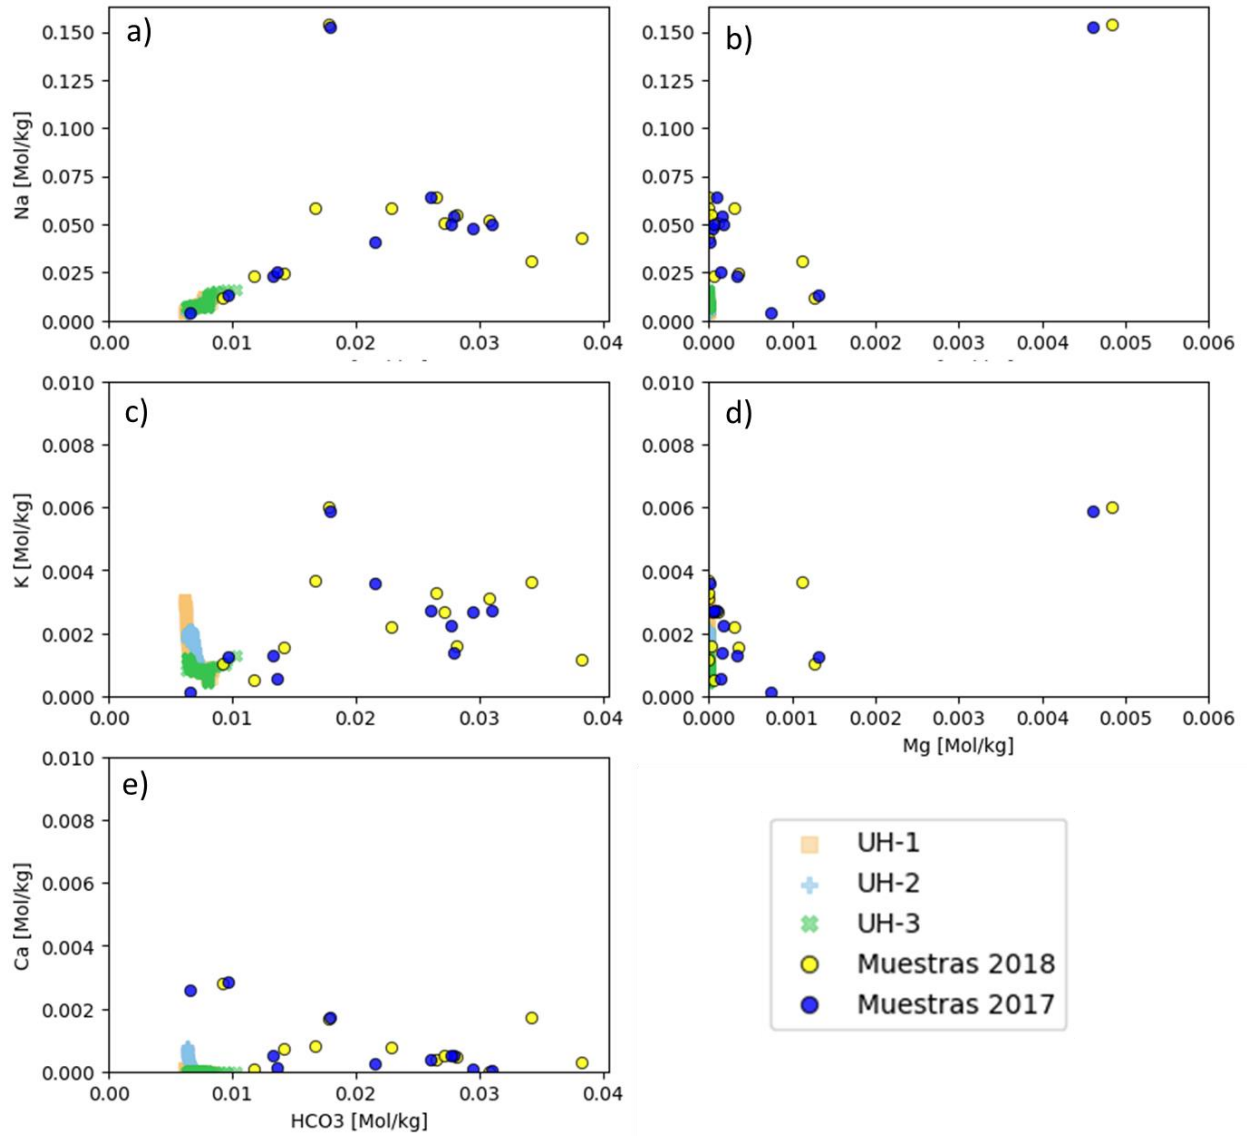 a)
Na [Mol/kg]
0.150
0.125
0.100
0.075
0.050
0.025
0.000
0.00 0.01 0.02 0.03 0.04
b)
0.150
0.125
0.100
0.075
0.050
0.025
0.000
0.000 0.001 0.002 0.003 0.004 0.005 0.006
c)
K [Mol/kg]
0.010
0.008
0.006
0.004
0.002
0.000
0.00 0.01 0.02 0.03 0.04
d)
0.010
0.008
0.006
0.004
0.002
0.000
0.000 0.001 0.002 0.003 0.004 0.005 0.006
Mg [Mol/kg]
e)
Ca [Mol/kg]
0.010
0.008
0.006
0.004
0.002
0.000
0.00 0.01 0.02 0.03 0.04
HCO3 [Mol/kg]
UH-1
UH-2
UH-3
Muestras 2018
Muestras 2017